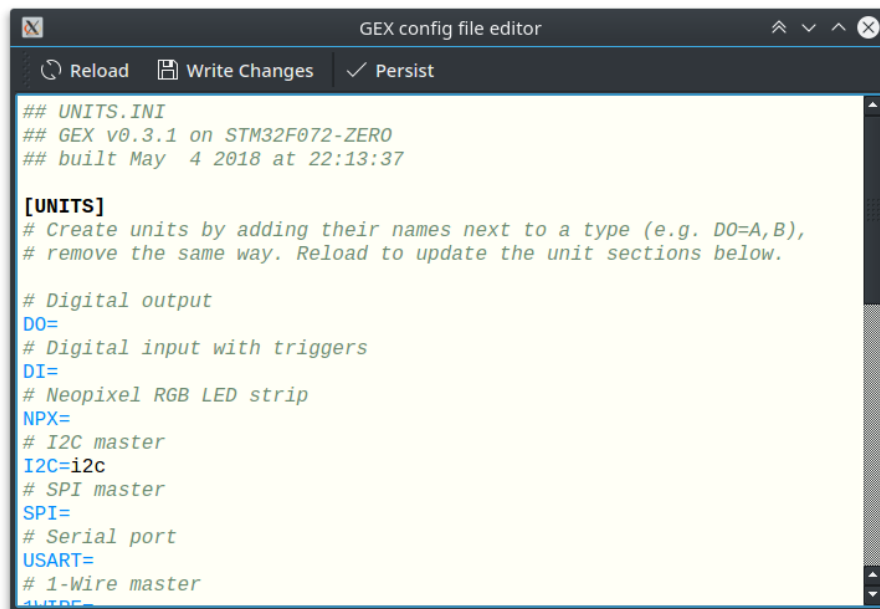 GEX config file editor
Reload Write Changes Persist
## UNITS.INI
## GEX v0.3.1 on STM32F072-ZERO
## built May  4 2018 at 22:13:37
[UNITS]
# Create units by adding their names next to a type (e.g. DO=A,B),
# remove the same way. Reload to update the unit sections below.
# Digital output
DO=
# Digital input with triggers
DI=
# Neopixel RGB LED strip
NPX=
# I2C master
I2C=i2c
# SPI master
SPI=
# Serial port
USART=
# 1-Wire master
1WIRE=